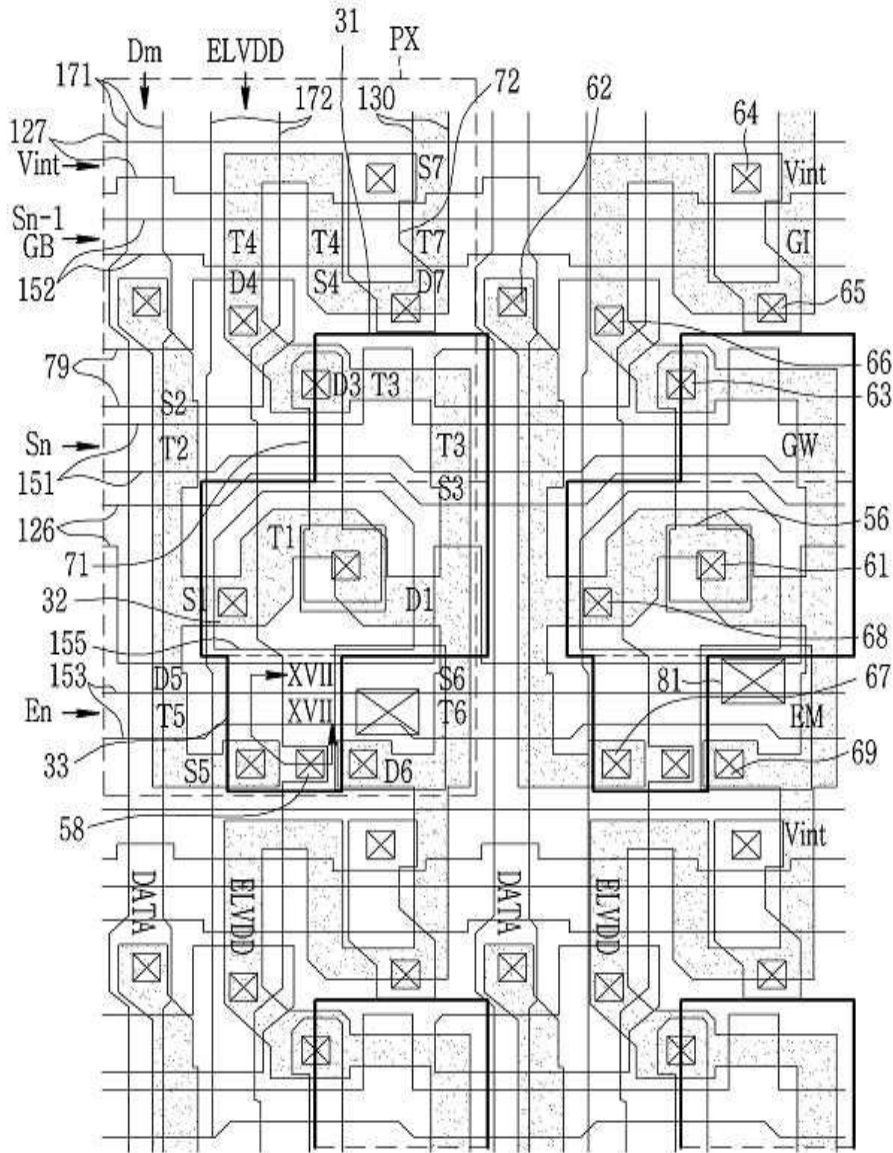 31 PX
Dm ELVDD 62
171 172 130 72 64
127
Vint S7 Vint
Sn-1
GB T4 T4 T7 GI
152 D4 S4 D7 65
79 66
D3 T3 63
S2
Sn T2 T3 GW
151 S3
126 56
T1
71 61
32 S1 D1 68
155 67
153 D5 XVII S6 81
En T5 XVII T6 EM
33 S5 D6 69
58 Vint
DATA ELVDD DATA ELVDD